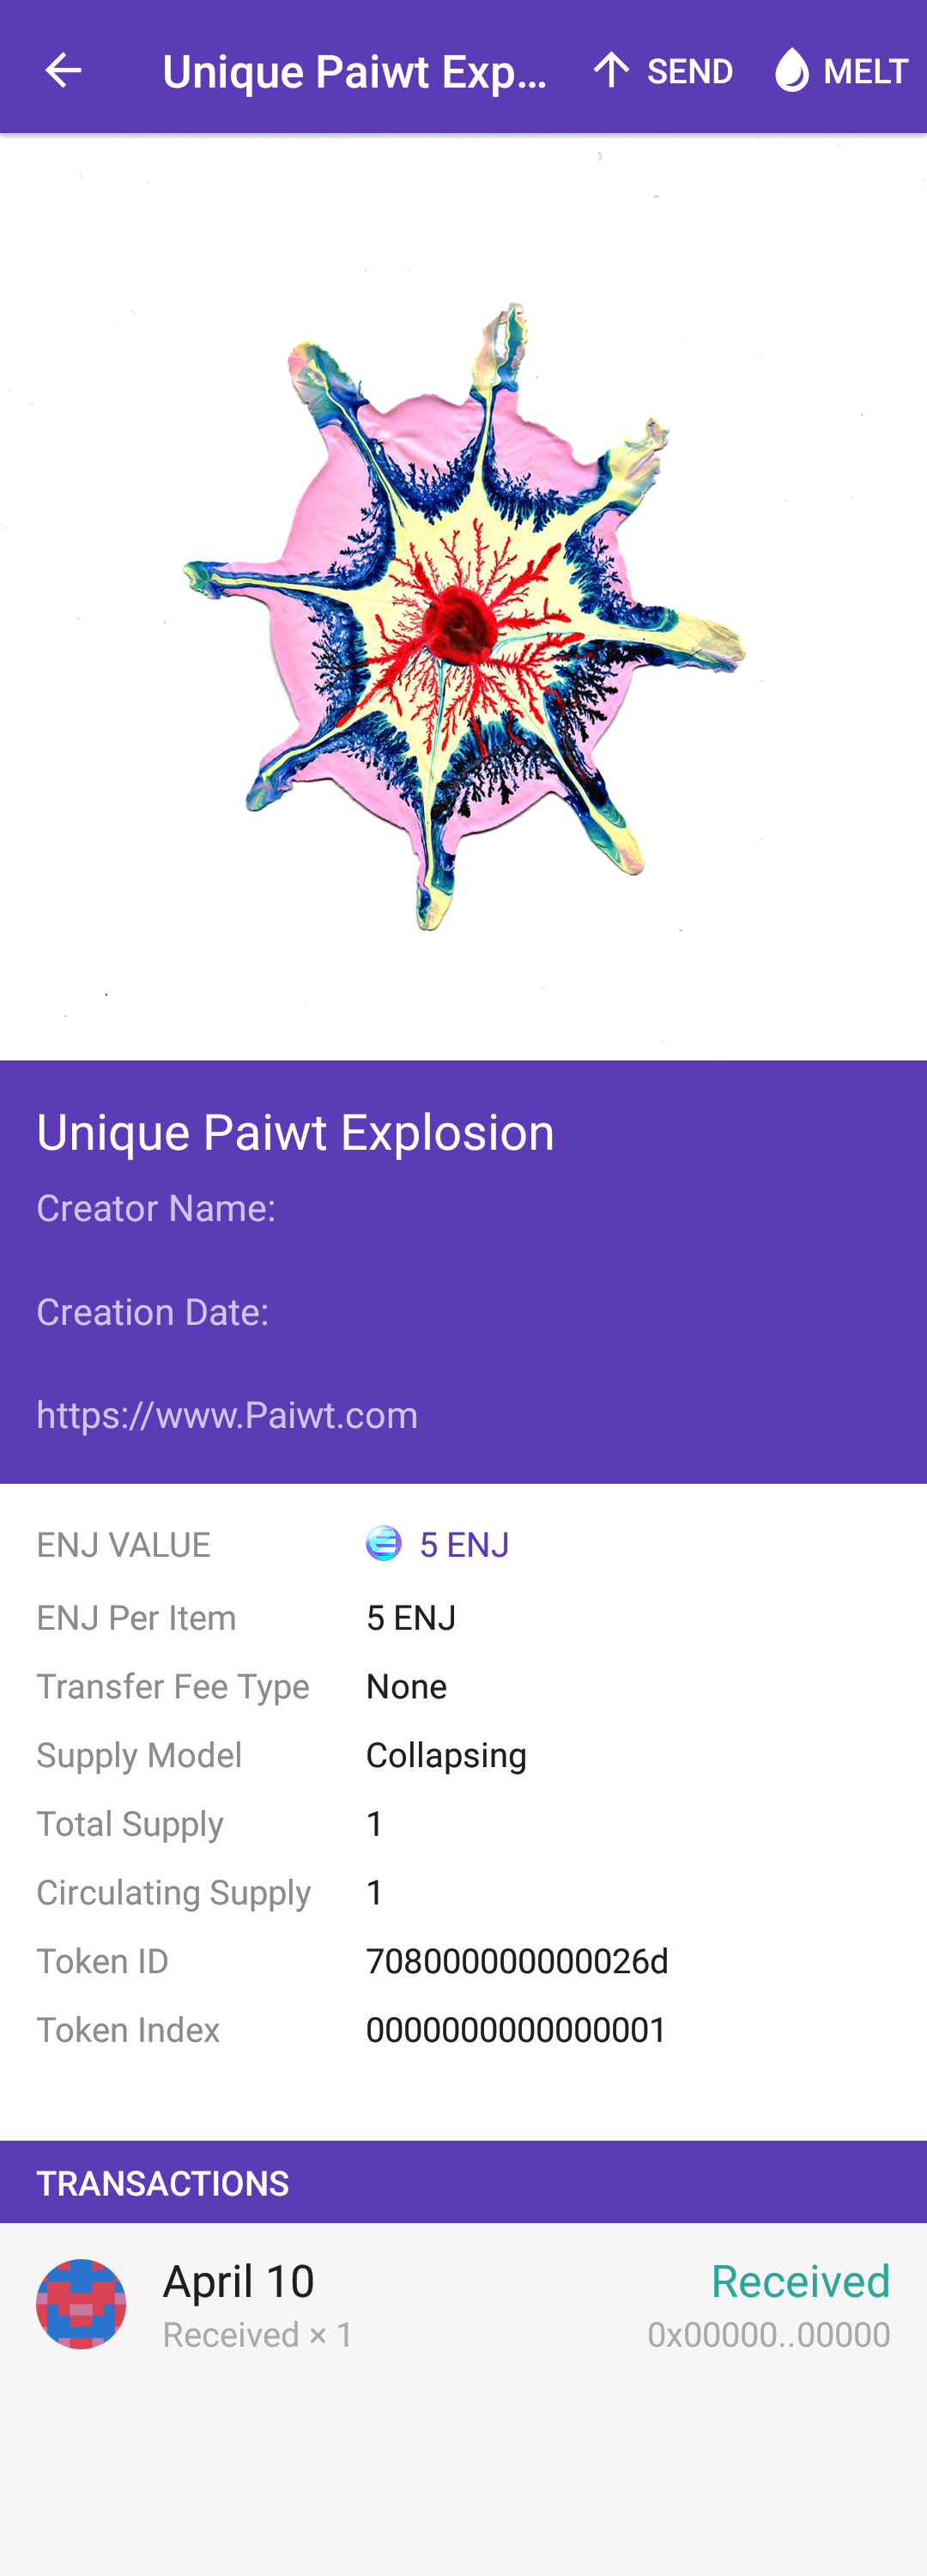 Unique Paiwt Exp... SEND MELT
Unique Paiwt Explosion
Creator Name:
Creation Date:
https://www.Paiwt.com
ENJ VALUE 5 ENJ
ENJ Per Item 5 ENJ
Transfer Fee Type None
Supply Model Collapsing
Total Supply 1
Circulating Supply 1
Token ID 708000000000026d
Token Index 0000000000000001
TRANSACTIONS
April 10 Received
Received × 1 0x00000..00000